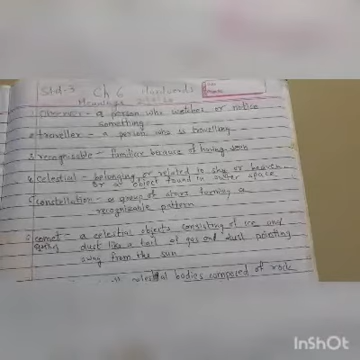 Std-3 Ch 6
Meanings
observer - a person who watches or notice
something
2. traveller - a person who is travelling
3. recognisable - familiar because of having seen
4. celestial - belonging or related to sky or heaven
or an object found in outer space
5. constellation - a group of stars forming a
recognizable pattern
6. comet - a celestial objects consisting of ice and
dust like a tail of gas and dust pointing
away from the sun
celestial bodies composed of rock
InShOt